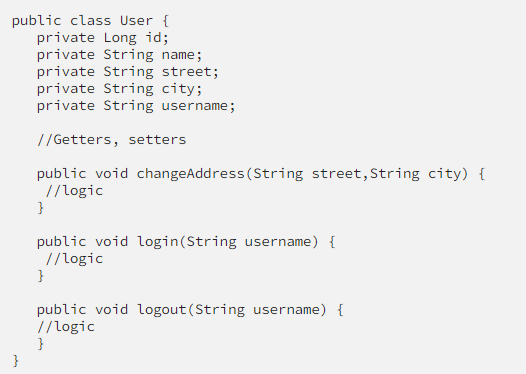 public class User {
private Long id;
private String name;
private String street;
private String city;
private String username;
//Getters, setters
public void changeAddress(String street,String city) {
//logic
}
public void login(String username) {
//logic
}
public void logout(String username) {
//logic
}
}